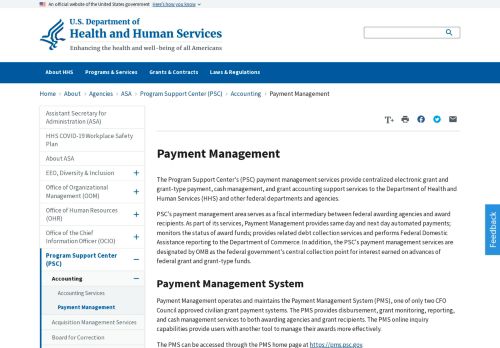 An official website of the United States government Here's how you know
U.S. Department of
Health and Human Services
Enhancing the health and well-being of all Americans
About HHS Programs & Services Grants & Contracts Laws & Regulations
Home › About › Agencies › ASA › Program Support Center (PSC) › Accounting › Payment Management
Assistant Secretary for
Administration (ASA)
HHS COVID-19 Workplace Safety
Plan
About ASA
EEO, Diversity & Inclusion +
Office of Organizational
Management (OOM) +
Office of Human Resources
(OHR) +
Office of the Chief
Information Officer (OCIO) +
Program Support Center
(PSC) −
Accounting −
Accounting Services
Payment Management
Acquisition Management Services
Board for Correction
T+
Payment Management
The Program Support Center's (PSC) payment management services provide centralized electronic grant and
grant-type payment, cash management, and grant accounting support services to the Department of Health and
Human Services (HHS) and other federal departments and agencies.
PSC's payment management area serves as a fiscal intermediary between federal awarding agencies and award
recipients. As part of its services, Payment Management provides same day and next day automated payments;
monitors the status of award funds; provides related debt collection services and performs Federal Domestic
Assistance reporting to the Department of Commerce. In addition, the PSC's payment management services are
designated by OMB as the federal government's central collection point for interest earned on advances of
federal grant and grant-type funds.
Payment Management System
Payment Management operates and maintains the Payment Management System (PMS), one of only two CFO
Council approved civilian grant payment systems. The PMS provides disbursement, grant monitoring, reporting,
and cash management services to both awarding agencies and grant recipients. The PMS online inquiry
capabilities provide users with another tool to manage their awards more effectively.
The PMS can be accessed through the PMS home page at https://pms.psc.gov
Feedback